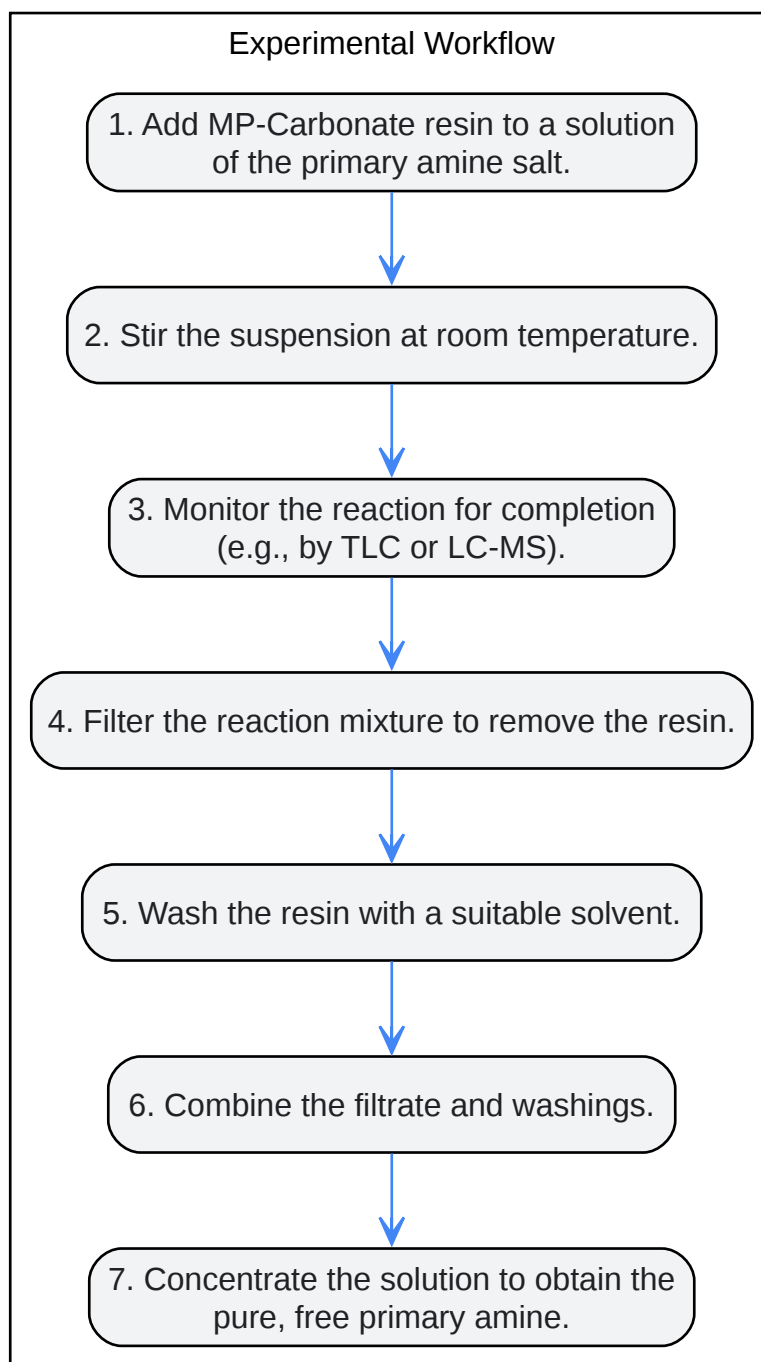 Experimental Workflow
1. Add MP-Carbonate resin to a solution
of the primary amine salt.
2. Stir the suspension at room temperature.
3. Monitor the reaction for completion
(e.g., by TLC or LC-MS).
4. Filter the reaction mixture to remove the resin.
5. Wash the resin with a suitable solvent.
6. Combine the filtrate and washings.
7. Concentrate the solution to obtain the
pure, free primary amine.